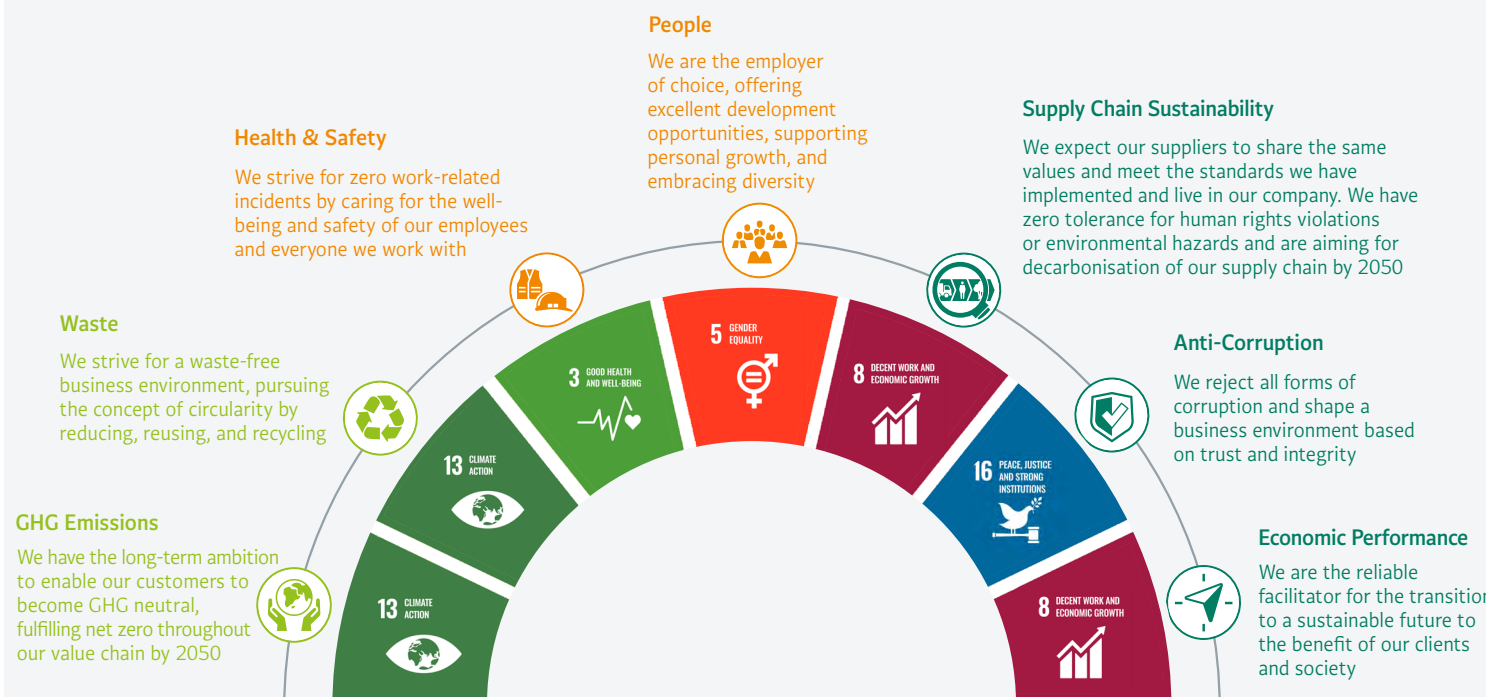 People
We are the employer
of choice, offering
excellent development
opportunities, supporting
personal growth, and
embracing diversity
Health & Safety
We strive for zero work-related
incidents by caring for the well-
being and safety of our employees
and everyone we work with
Supply Chain Sustainability
We expect our suppliers to share the same
values and meet the standards we have
implemented and live in our company. We have
zero tolerance for human rights violations
or environmental hazards and are aiming for
decarbonisation of our supply chain by 2050
Waste
We strive for a waste-free
business environment, pursuing
the concept of circularity by
reducing, reusing, and recycling
Anti-Corruption
We reject all forms of
corruption and shape a
business environment based
on trust and integrity
GHG Emissions
We have the long-term ambition
to enable our customers to
become GHG neutral,
fulfilling net zero throughout
our value chain by 2050
Economic Performance
We are the reliable
facilitator for the transition
to a sustainable future to
the benefit of our clients
and society
13 CLIMATE
ACTION
13 CLIMATE
ACTION
3 GOOD HEALTH
AND WELL-BEING
5 GENDER
EQUALITY
8 DECENT WORK AND
ECONOMIC GROWTH
16 PEACE, JUSTICE
AND STRONG
INSTITUTIONS
8 DECENT WORK AND
ECONOMIC GROWTH